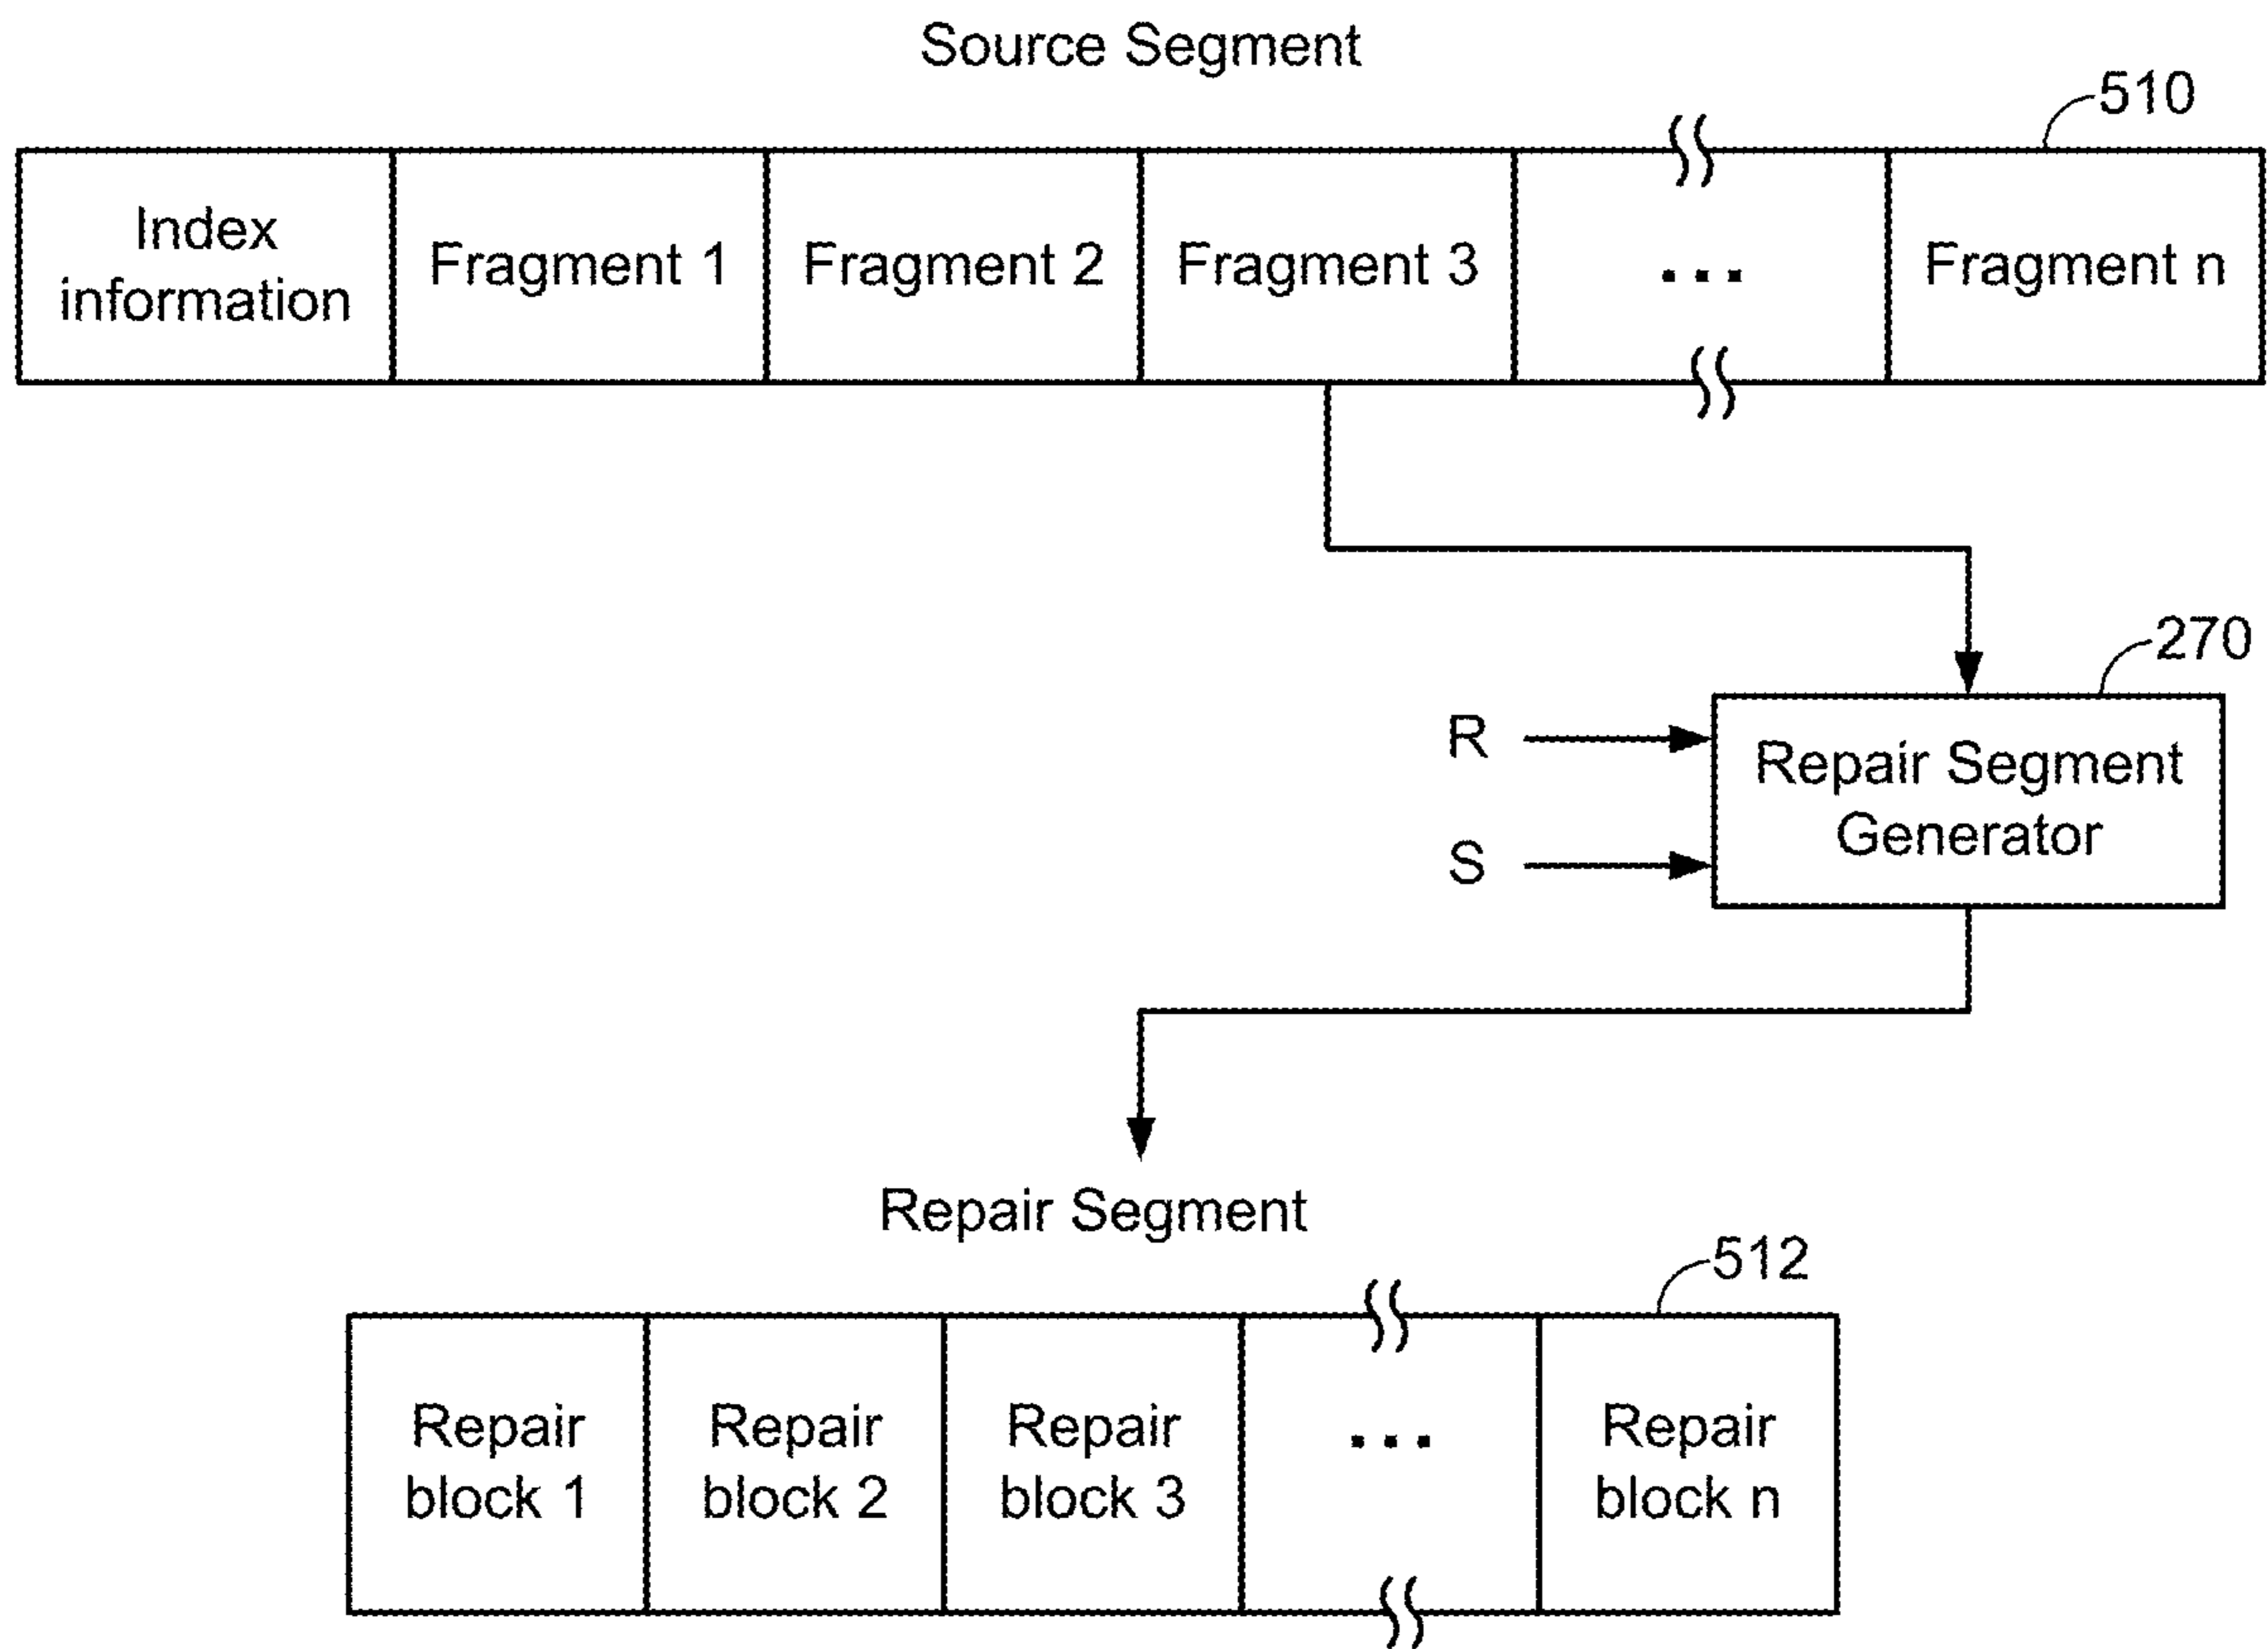 Source Segment
510
Index
information
Fragment 1
Fragment 2
Fragment 3
...
Fragment n
270
R
S
Repair Segment
Generator
Repair Segment
512
Repair
block 1
Repair
block 2
Repair
block 3
...
Repair
block n